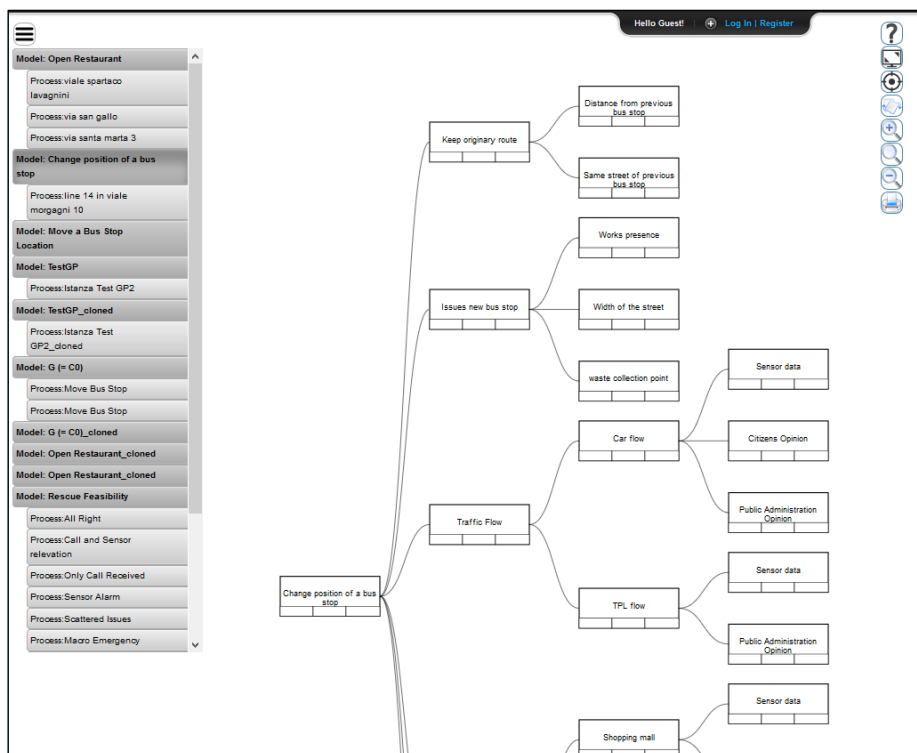 Hello Guest!
Log In | Register
Model: Open Restaurant
Process:viale spartaco
lavagnini
Process:via san gallo
Process:via santa marta 3
Model: Change position of a bus
stop
Process:line 14 in viale
morgagni 10
Model: Move a Bus Stop
Location
Model: TestGP
Process:Istanza Test GP2
Model: TestGP_cloned
Process:Istanza Test
GP2_cloned
Model: G (= C0)
Process:Move Bus Stop
Process:Move Bus Stop
Model: G (= C0)_cloned
Model: Open Restaurant_cloned
Model: Open Restaurant_cloned
Model: Rescue Feasibility
Process:All Right
Process:Call and Sensor
relevation
Process:Only Call Received
Process:Sensor Alarm
Process:Scattered Issues
Process:Macro Emergency
Change position of a bus
stop
Keep originary route
Distance from previous
bus stop
Same street of previous
bus stop
Issues new bus stop
Works presence
Width of the street
waste collection point
Traffic Flow
Car flow
Sensor data
Citizens Opinion
Public Administration
Opinion
TPL flow
Sensor data
Public Administration
Opinion
Shopping mall
Sensor data
?